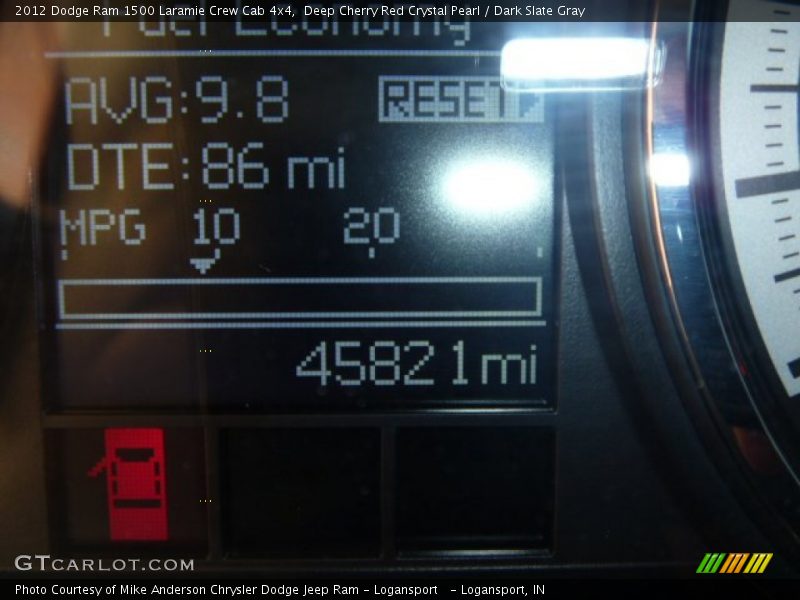 2012 Dodge Ram 1500 Laramie Crew Cab 4x4, Deep Cherry Red Crystal Pearl / Dark Slate Gray
Fuel Economy
AVG:9.8 RESET
DTE:86 mi
MPG 10 20
45821mi
GTCARLOT.COM
Photo Courtesy of Mike Anderson Chrysler Dodge Jeep Ram - Logansport - Logansport, IN